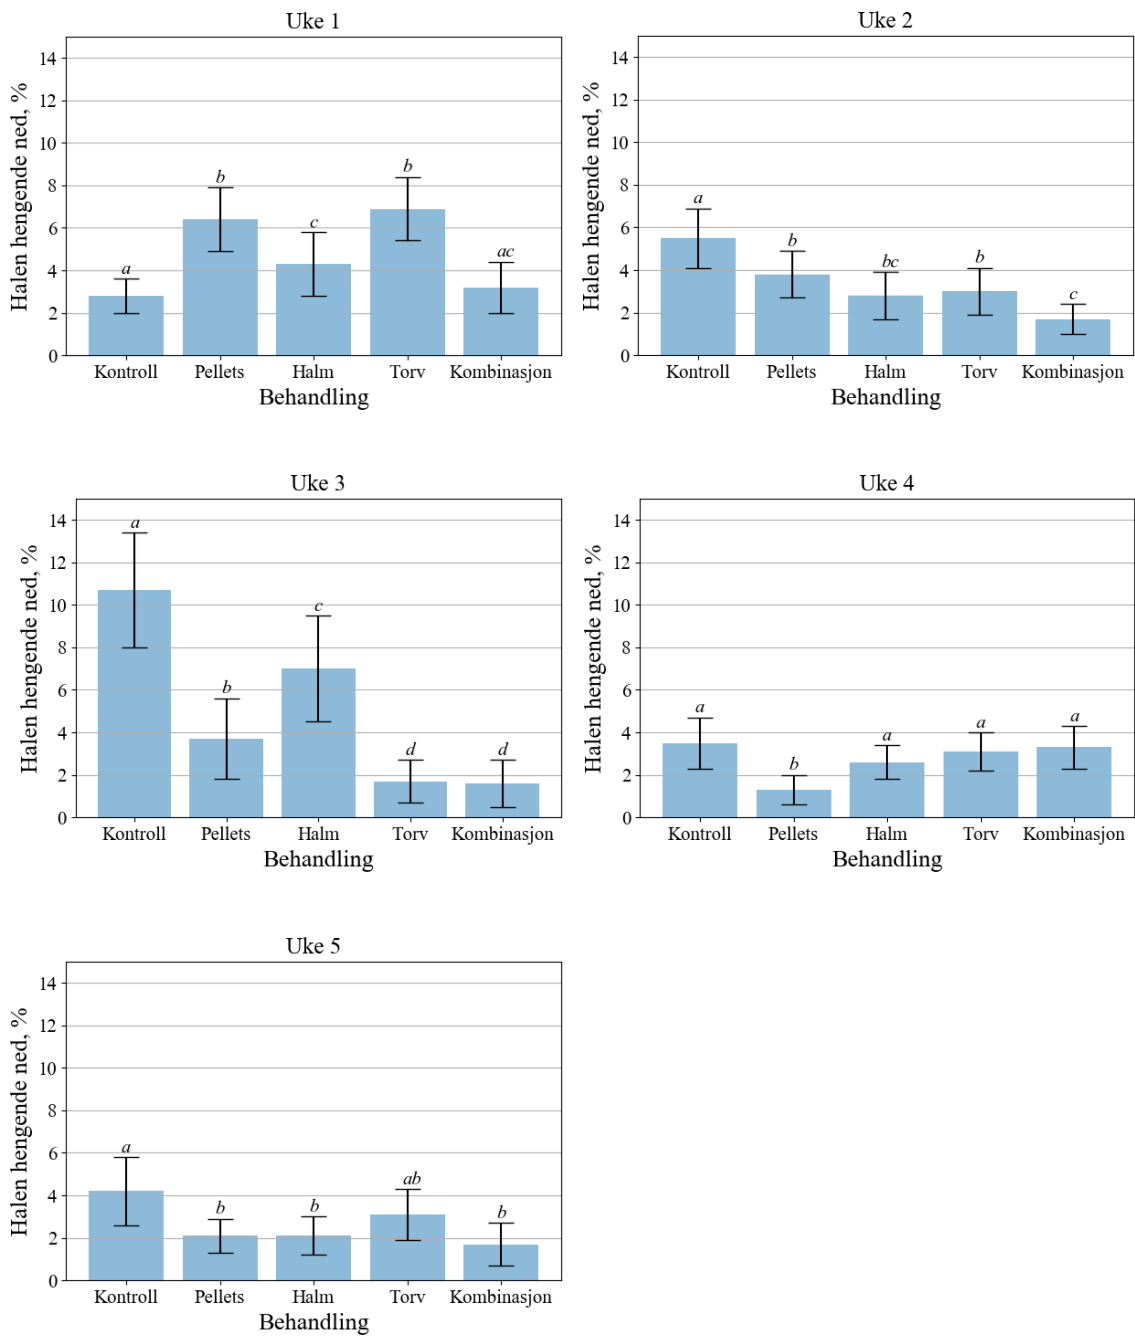 Uke 1
Halen hengende ned, %
14
12
10
8
6
4
2
0
a
b
c
b
ac
Kontroll Pellets Halm Torv Kombinasjon
Behandling
Uke 2
Halen hengende ned, %
14
12
10
8
6
4
2
0
a
b
bc
b
c
Kontroll Pellets Halm Torv Kombinasjon
Behandling
Uke 3
Halen hengende ned, %
14
12
10
8
6
4
2
0
a
b
c
d
d
Kontroll Pellets Halm Torv Kombinasjon
Behandling
Uke 4
Halen hengende ned, %
14
12
10
8
6
4
2
0
a
b
a
a
a
Kontroll Pellets Halm Torv Kombinasjon
Behandling
Uke 5
Halen hengende ned, %
14
12
10
8
6
4
2
0
a
b
b
ab
b
Kontroll Pellets Halm Torv Kombinasjon
Behandling